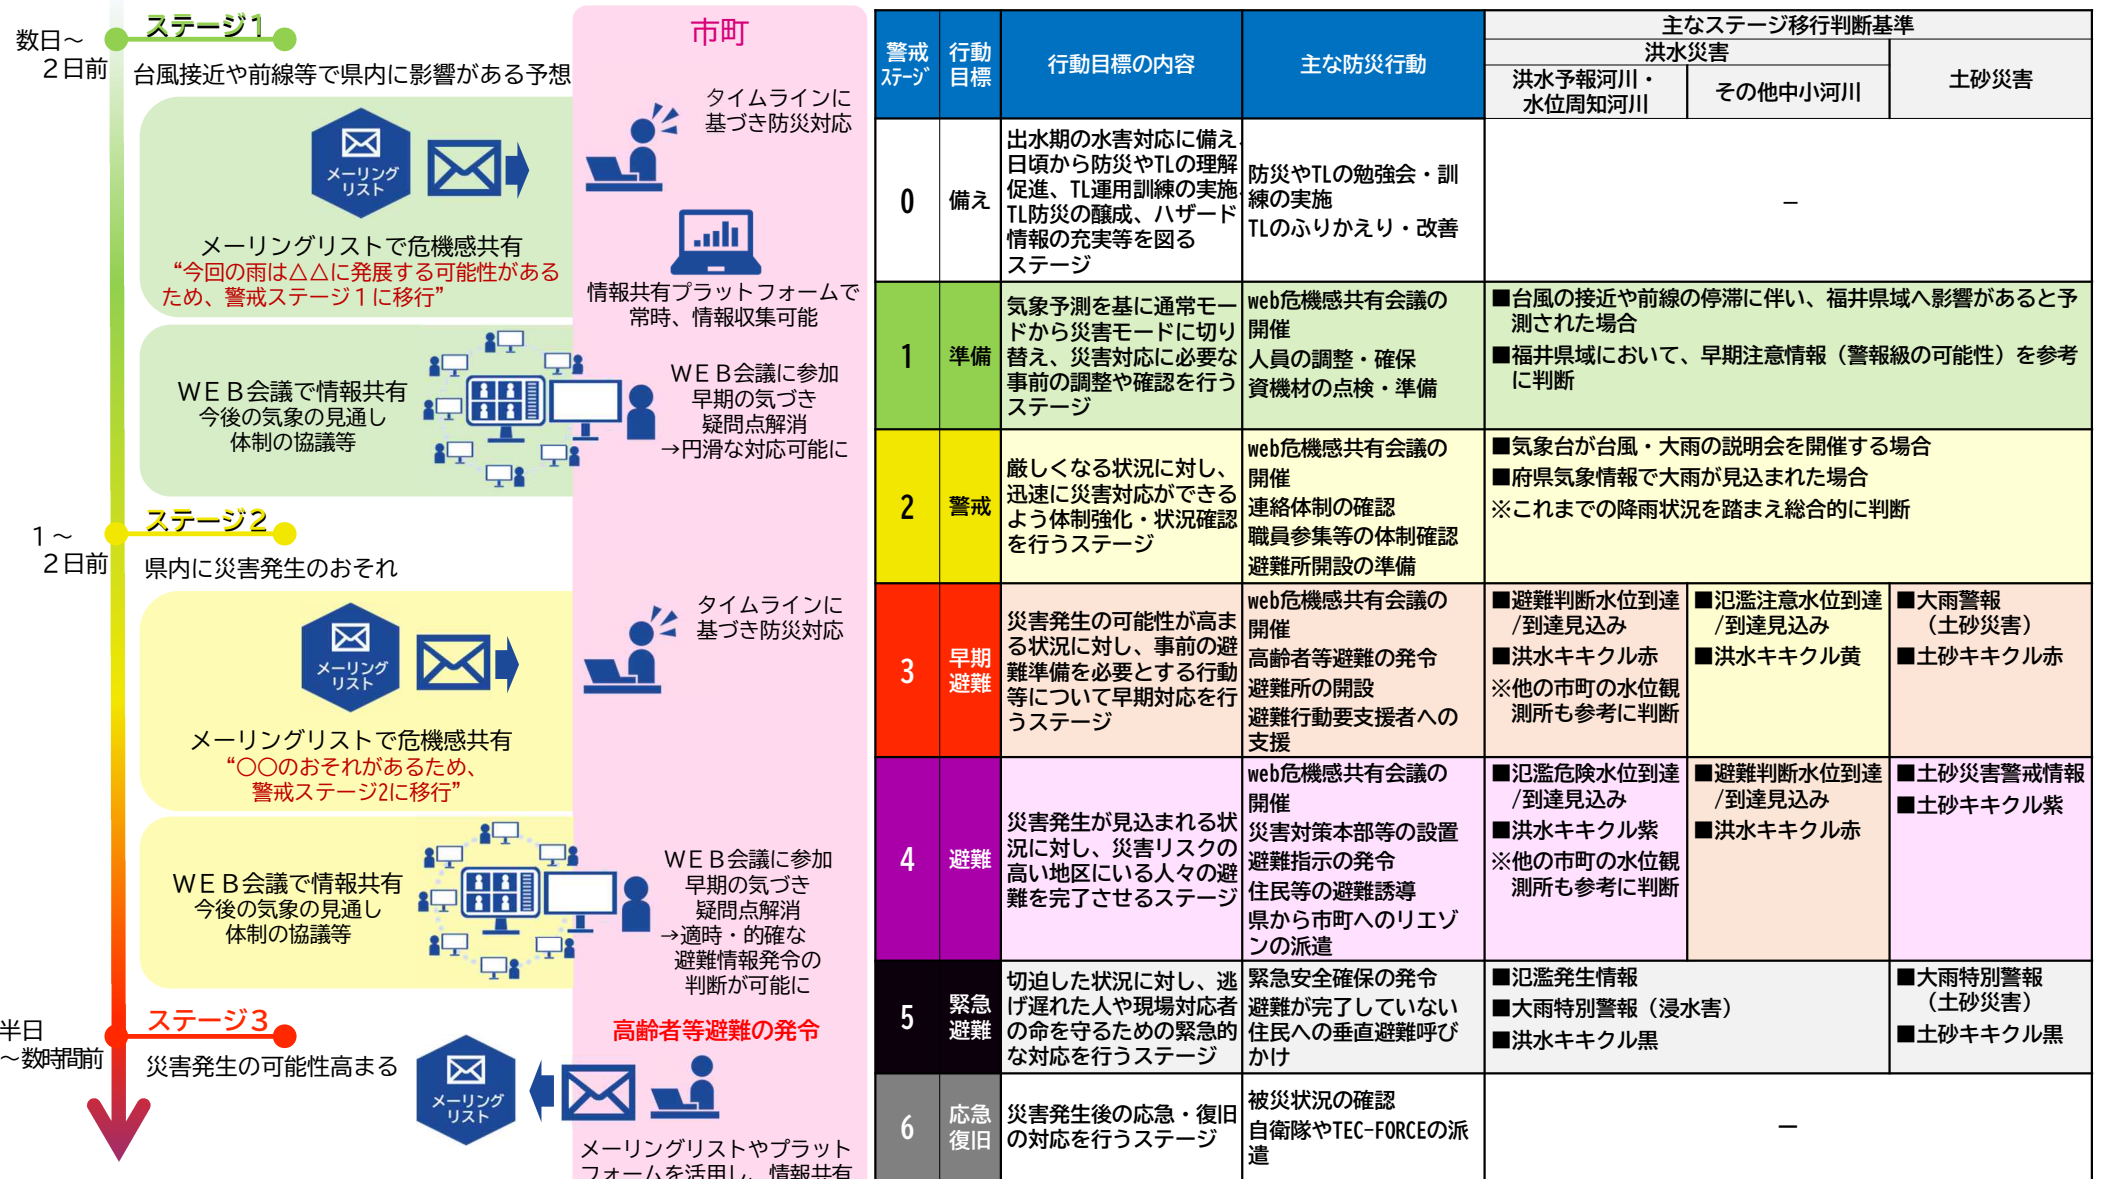 数日～
2日前
ステージ1
台風接近や前線等で県内に影響がある予想
メーリング
リスト
メーリングリストで危機感共有
“今回の雨は△△に発展する可能性がある
ため、警戒ステージ１に移行”
ＷＥＢ会議で情報共有
今後の気象の見通し
体制の協議等
市町
タイムラインに
基づき防災対応
情報共有プラットフォームで
常時、情報収集可能
ＷＥＢ会議に参加
早期の気づき
疑問点解消
→円滑な対応可能に
1～
2日前
ステージ2
県内に災害発生のおそれ
メーリング
リスト
メーリングリストで危機感共有
“〇〇のおそれがあるため、
警戒ステージ2に移行”
ＷＥＢ会議で情報共有
今後の気象の見通し
体制の協議等
タイムラインに
基づき防災対応
ＷＥＢ会議に参加
早期の気づき
疑問点解消
→適時・的確な
避難情報発令の
判断が可能に
半日
～数時間前
ステージ3
災害発生の可能性高まる
メーリング
リスト
高齢者等避難の発令
メーリングリストやプラット
フォームを活用し、情報共有
警戒
ステージ
行動
目標
行動目標の内容
主な防災行動
主なステージ移行判断基準
洪水災害
洪水予報河川・
水位周知河川
その他中小河川
土砂災害
0
備え
出水期の水害対応に備え、
日頃から防災やTLの理解
促進、TL運用訓練の実施、
TL防災の醸成、ハザード
情報の充実等を図る
ステージ
防災やTLの勉強会・訓
練の実施
TLのふりかえり・改善
－
1
準備
気象予測を基に通常モー
ドから災害モードに切り
替え、災害対応に必要な
事前の調整や確認を行う
ステージ
web危機感共有会議の
開催
人員の調整・確保
資機材の点検・準備
■台風の接近や前線の停滞に伴い、福井県域へ影響があると予
測された場合
■福井県域において、早期注意情報（警報級の可能性）を参考
に判断
2
警戒
厳しくなる状況に対し、
迅速に災害対応ができる
よう体制強化・状況確認
を行うステージ
web危機感共有会議の
開催
連絡体制の確認
職員参集等の体制確認
避難所開設の準備
■気象台が台風・大雨の説明会を開催する場合
■府県気象情報で大雨が見込まれた場合
※これまでの降雨状況を踏まえ総合的に判断
3
早期
避難
災害発生の可能性が高ま
る状況に対し、事前の避
難準備を必要とする行動
等について早期対応を行
うステージ
web危機感共有会議の
開催
高齢者等避難の発令
避難所の開設
避難行動要支援者への
支援
■避難判断水位到達
/到達見込み
■洪水キキクル赤
※他の市町の水位観
測所も参考に判断
■氾濫注意水位到達
/到達見込み
■洪水キキクル黄
■大雨警報
（土砂災害）
■土砂キキクル赤
4
避難
災害発生が見込まれる状
況に対し、災害リスクの
高い地区にいる人々の避
難を完了させるステージ
web危機感共有会議の
開催
災害対策本部等の設置
避難指示の発令
住民等の避難誘導
県から市町へのリエゾ
ンの派遣
■氾濫危険水位到達
/到達見込み
■洪水キキクル紫
※他の市町の水位観
測所も参考に判断
■避難判断水位到達
/到達見込み
■洪水キキクル赤
■土砂災害警戒情報
■土砂キキクル紫
5
緊急
避難
切迫した状況に対し、逃
げ遅れた人や現場対応者
の命を守るための緊急的
な対応を行うステージ
緊急安全確保の発令
避難が完了していない
住民への垂直避難呼び
かけ
■氾濫発生情報
■大雨特別警報（浸水害）
■洪水キキクル黒
■大雨特別警報
（土砂災害）
■土砂キキクル黒
6
応急
復旧
災害発生後の応急・復旧
の対応を行うステージ
被災状況の確認
自衛隊やTEC-FORCEの派
遣
－